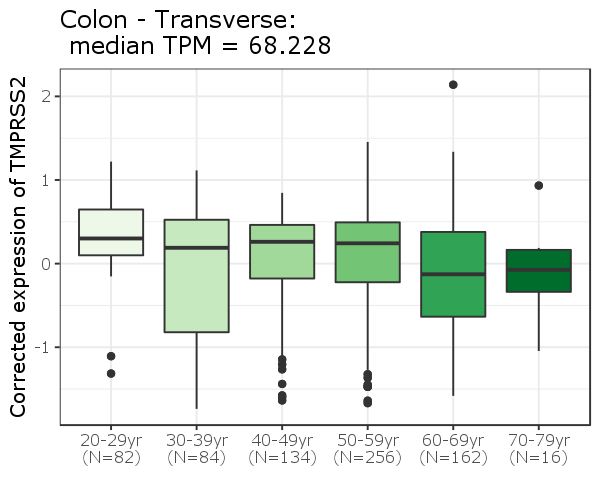 Colon - Transverse:
median TPM = 68.228
Corrected expression of TMPRSS2
2
1
0
-1
20-29yr 30-39yr 40-49yr 50-59yr 60-69yr 70-79yr
(N=82) (N=84) (N=134) (N=256) (N=162) (N=16)